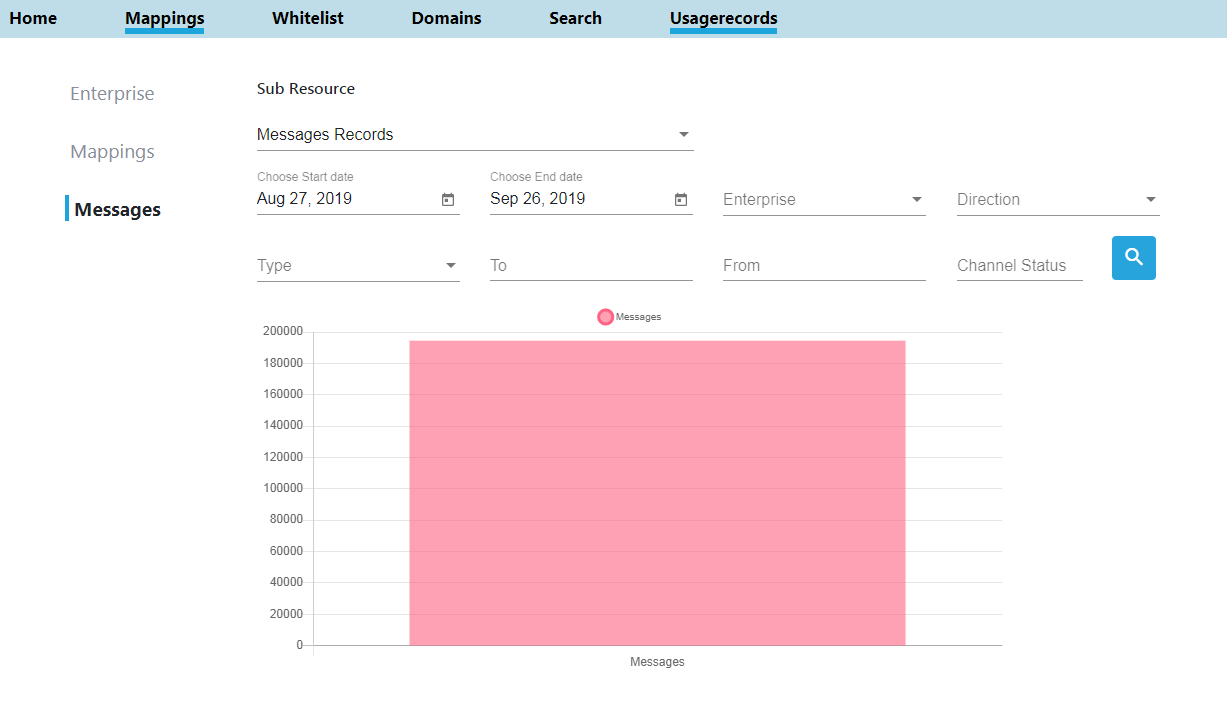 Home Mappings Whitelist Domains Search Usagerecords
Enterprise
Mappings
Messages
Sub Resource
Messages Records
Choose Start date Choose End date
Aug 27, 2019 Sep 26, 2019 Enterprise Direction
Type To From Channel Status
Messages
200000
180000
160000
140000
120000
100000
80000
60000
40000
20000
0
Messages